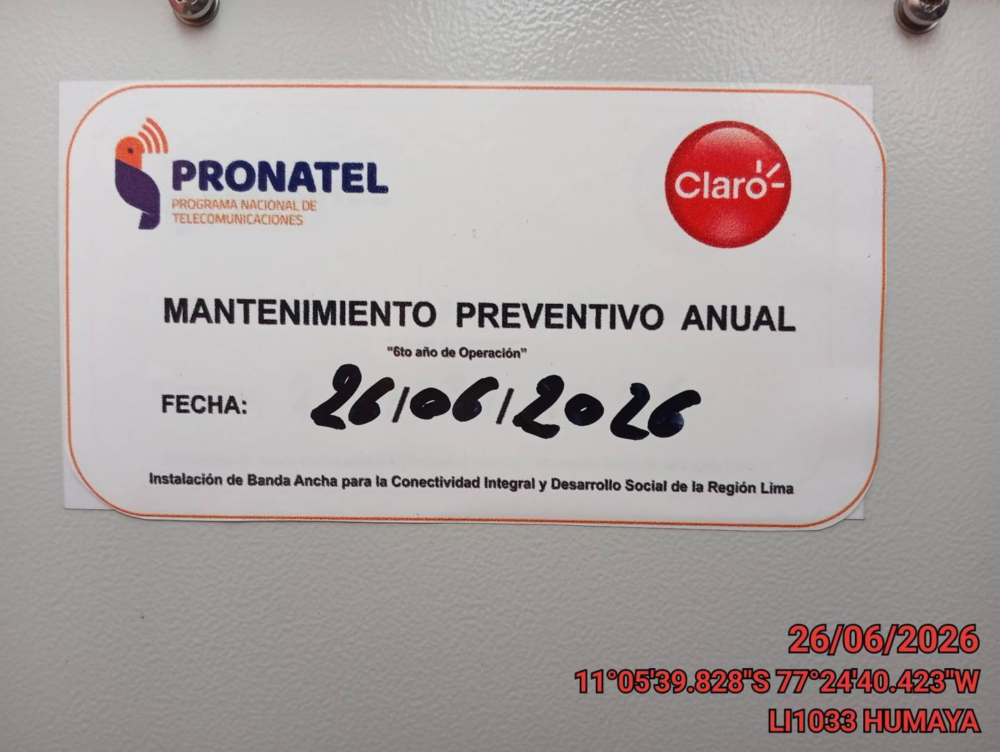 PRONATEL
PROGRAMA NACIONAL DE
TELECOMUNICACIONES
Claro
MANTENIMIENTO PREVENTIVO ANUAL
"6to año de Operación"
FECHA: 26/06/2026
Instalación de Banda Ancha para la Conectividad Integral y Desarrollo Social de la Región Lima
26/06/2026
11°05'39.828"S 77°24'40.423"W
LI1033 HUMAYA